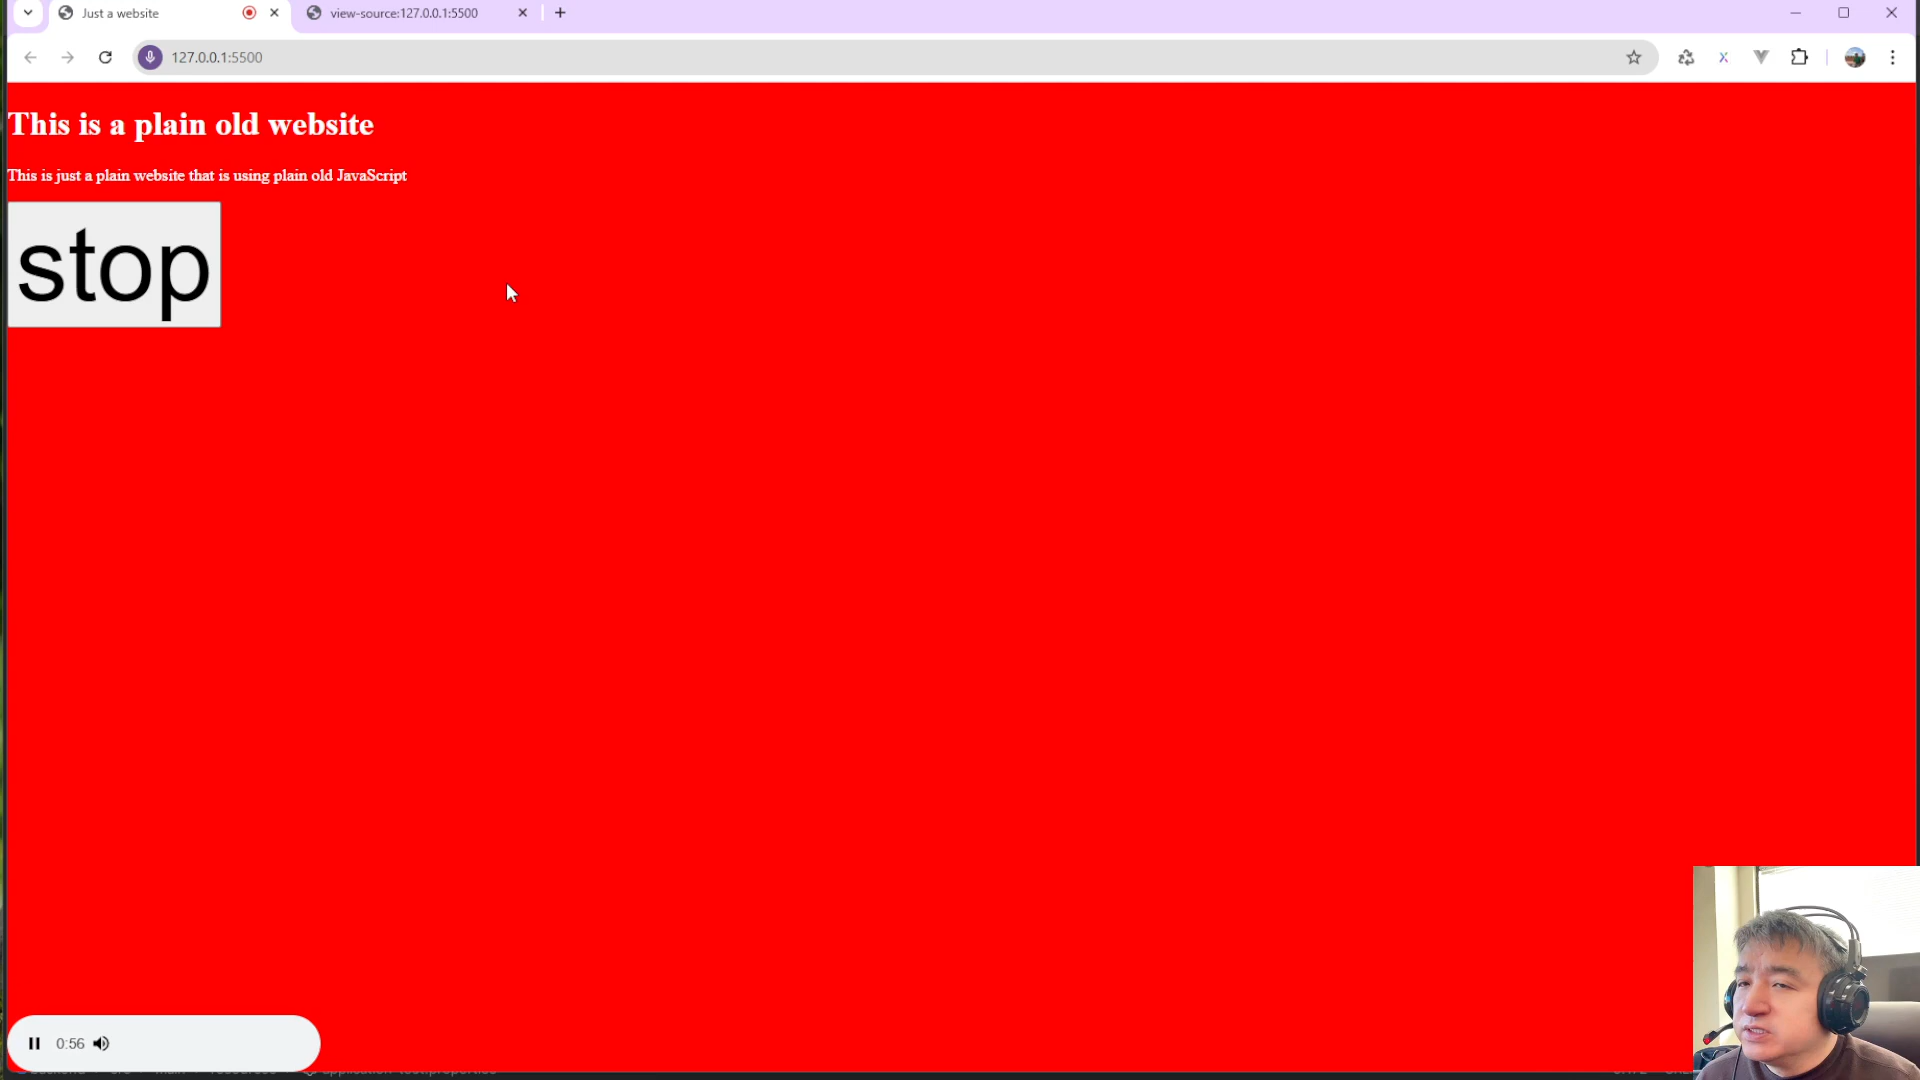 Just a website
view-source:127.0.0.1:5500
127.0.0.1:5500
This is a plain old website
This is just a plain website that is using plain old JavaScript
stop
0:56